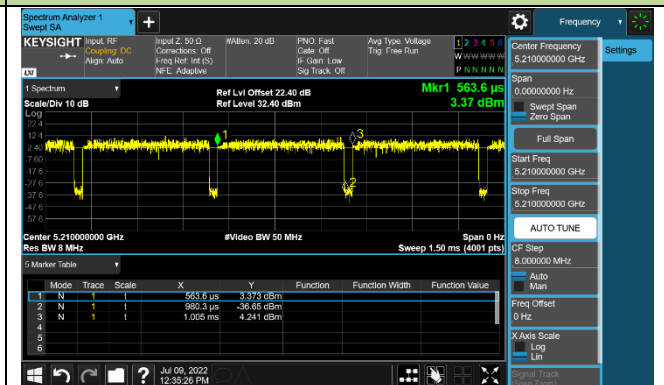 Spectrum Analyzer 1
Swept SA
+
Frequency
KEYSIGHT
Input: RF
Coupling: DC
Align: Auto
Input Z: 50 Ω
Corrections: Off
Freq Ref: Int (S)
NFE: Adaptive
#Atten: 20 dB
PNO: Fast
Gate: Off
IF Gain: Low
Sig Track: Off
Avg Type: Voltage
Trig: Free Run
1 2 3 4 5 6
W W W W W W
P N N N N N
LXI
1 Spectrum
Scale/Div 10 dB
Log
Ref Lvl Offset 22.40 dB
Ref Level 32.40 dBm
Mkr1 563.6 µs
3.37 dBm
22.4
12.4
2.40
-7.60
-17.6
-27.6
-37.6
-47.6
-57.6
1
3
2
Center 5.210000000 GHz
Res BW 8 MHz
#Video BW 50 MHz
Span 0 Hz
Sweep 1.50 ms (4001 pts)
5 Marker Table
Mode Trace Scale X Y Function Function Width Function Value
1 N 1 t 563.6 µs 3.373 dBm
2 N 1 t 980.3 µs -36.65 dBm
3 N 1 t 1.005 ms 4.241 dBm
4
5
6
Jul 09, 2022
12:35:26 PM
?
Center Frequency
5.210000000 GHz
Settings
Span
0.00000000 Hz
Swept Span
Zero Span
Full Span
Start Freq
5.210000000 GHz
Stop Freq
5.210000000 GHz
AUTO TUNE
CF Step
8.000000 MHz
Auto
Man
Freq Offset
0 Hz
X Axis Scale
Log
Lin
Signal Track
(Span Zoom)